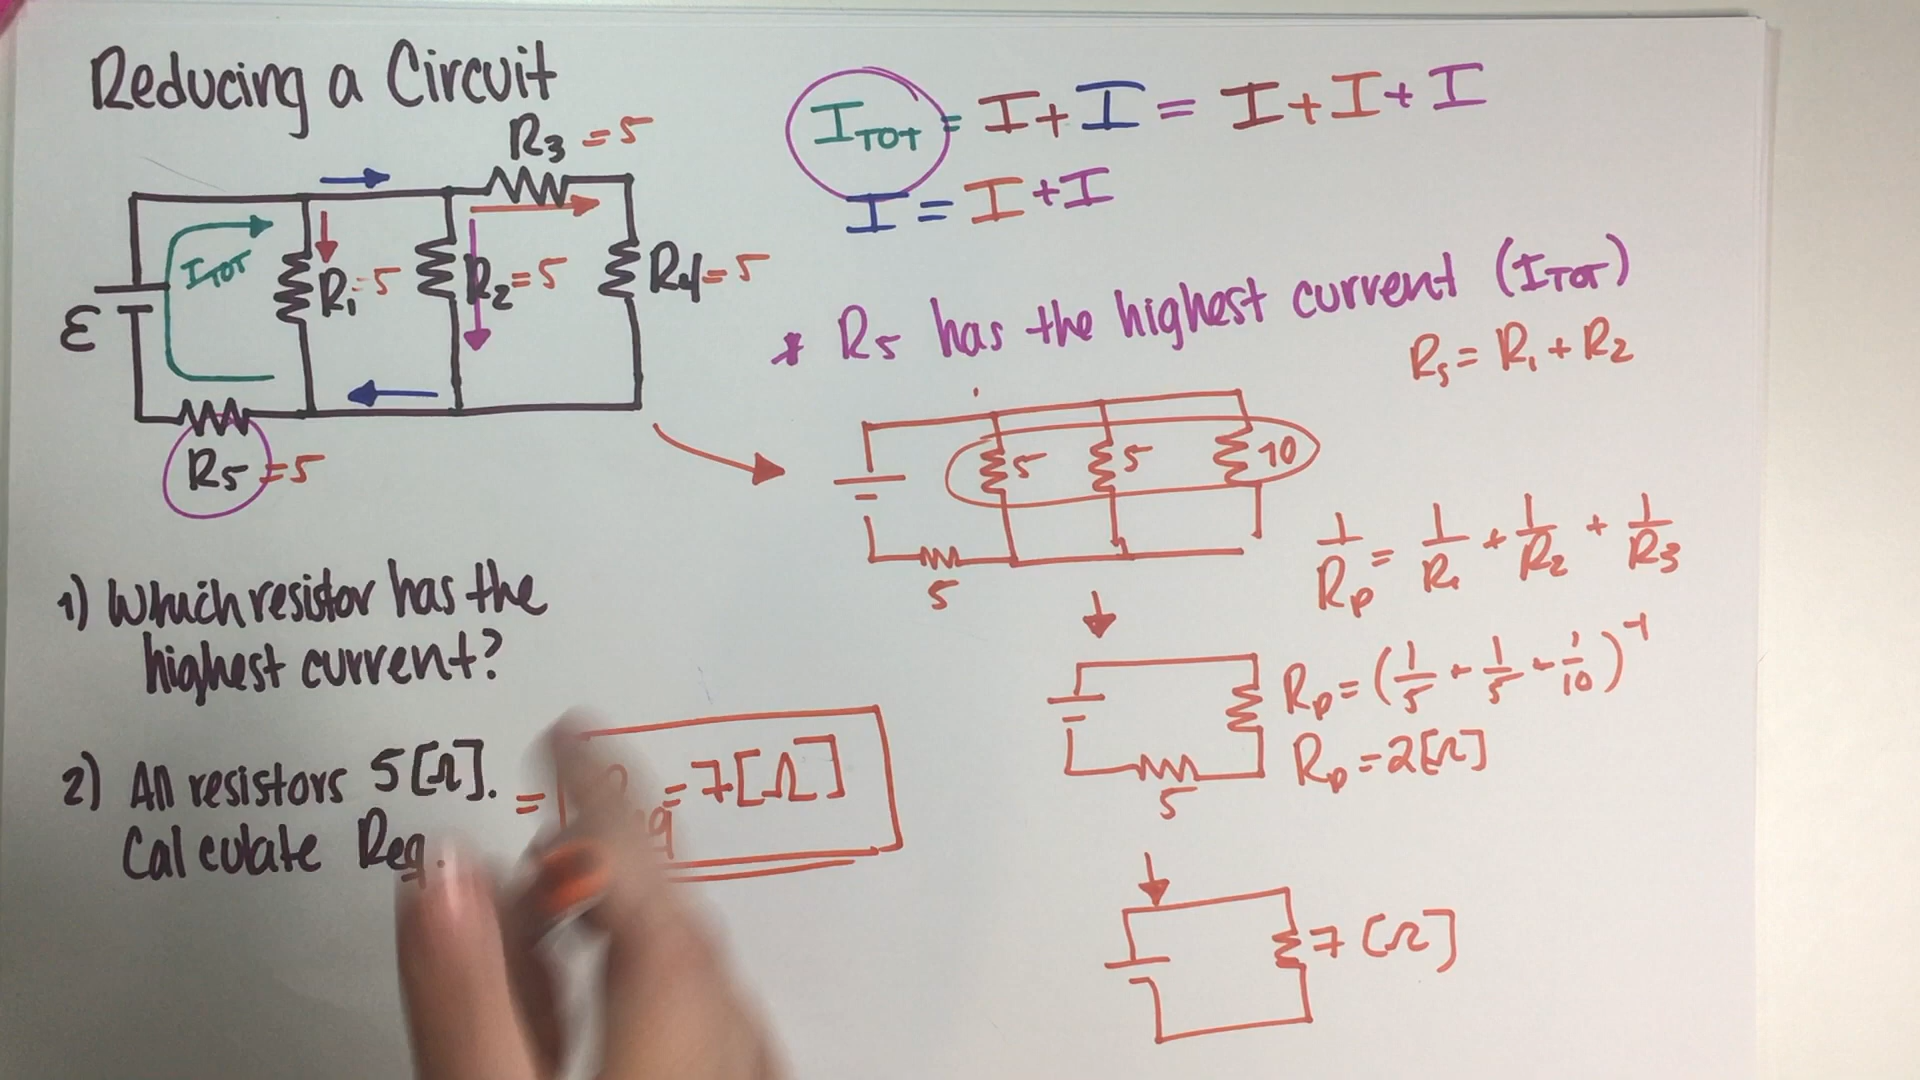 Reducing a Circuit
R3 = 5
ITOT
R1 = 5
R2 = 5
R4 = 5
ε
R5 = 5
1) Which resistor has the
highest current?
2) All resistors 5[Ω].
Calculate Req.
= 7[Ω]
ITOT = I + I = I + I + I
I = I + I
* R5 has the highest current (ITOT)
Rs = R1 + R2
5
5
10
5
1/Rp = 1/R1 + 1/R2 + 1/R3
Rp = (1/5 + 1/5 + 1/10)^-1
Rp = 2[Ω]
5
7 [Ω]